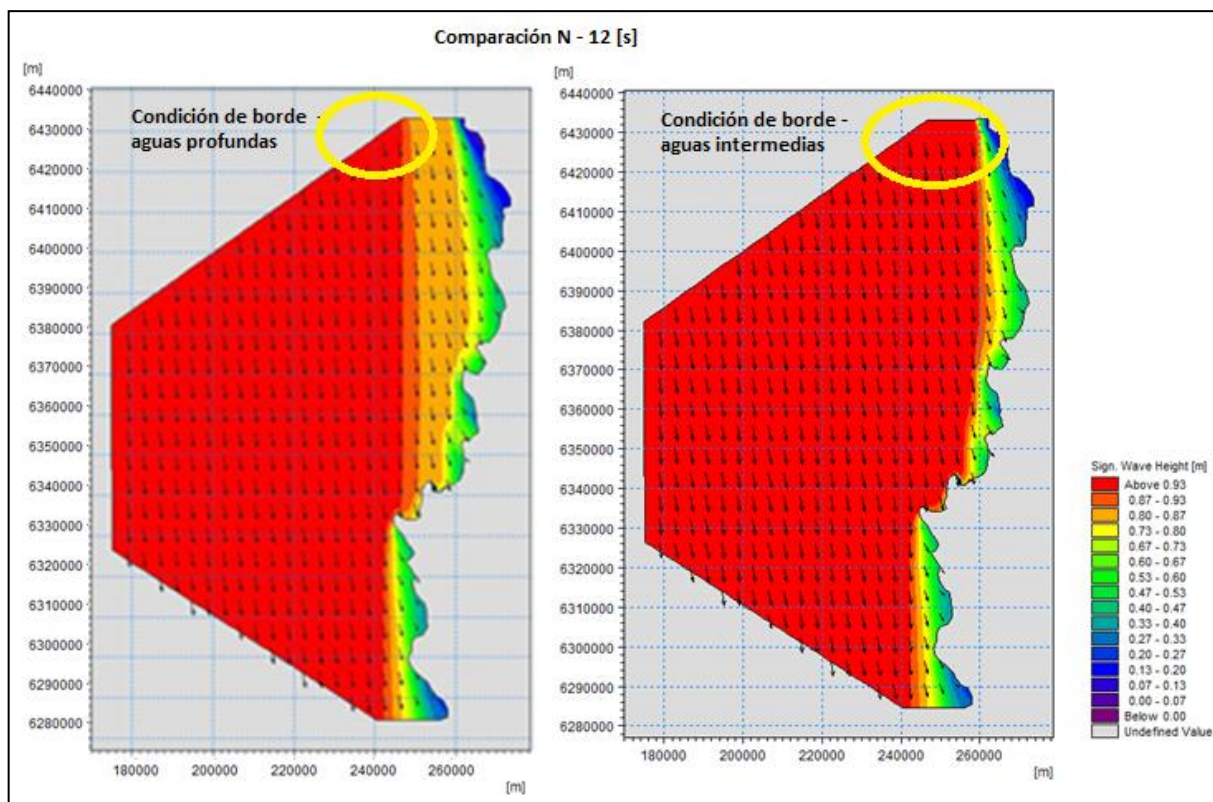 Comparación N - 12 [s]
[m]
6440000
6430000
6420000
6410000
6400000
6390000
6380000
6370000
6360000
6350000
6340000
6330000
6320000
6310000
6300000
6290000
6280000
Condición de borde -
aguas profundas
180000 200000 220000 240000 260000
[m]
[m]
6440000
6430000
6420000
6410000
6400000
6390000
6380000
6370000
6360000
6350000
6340000
6330000
6320000
6310000
6300000
6290000
6280000
Condición de borde -
aguas intermedias
180000 200000 220000 240000 260000
[m]
Sign. Wave Height [m]
Above 0.93
0.87 - 0.93
0.80 - 0.87
0.73 - 0.80
0.67 - 0.73
0.60 - 0.67
0.53 - 0.60
0.47 - 0.53
0.40 - 0.47
0.33 - 0.40
0.27 - 0.33
0.20 - 0.27
0.13 - 0.20
0.07 - 0.13
0.00 - 0.07
Below 0.00
Undefined Value